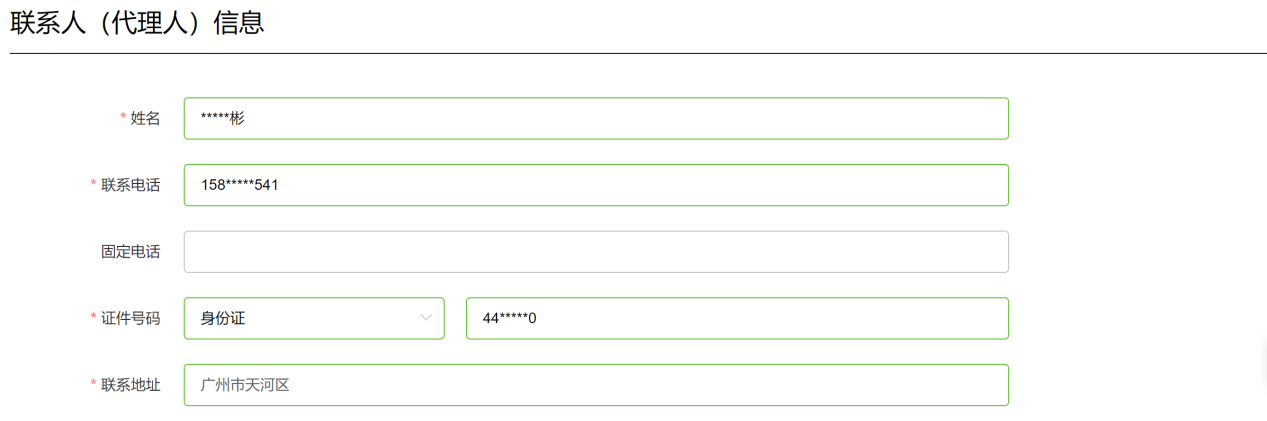 联系人（代理人）信息
* 姓名 *****彬
* 联系电话 158*****541
固定电话
* 证件号码 身份证 44*****0
* 联系地址 广州市天河区